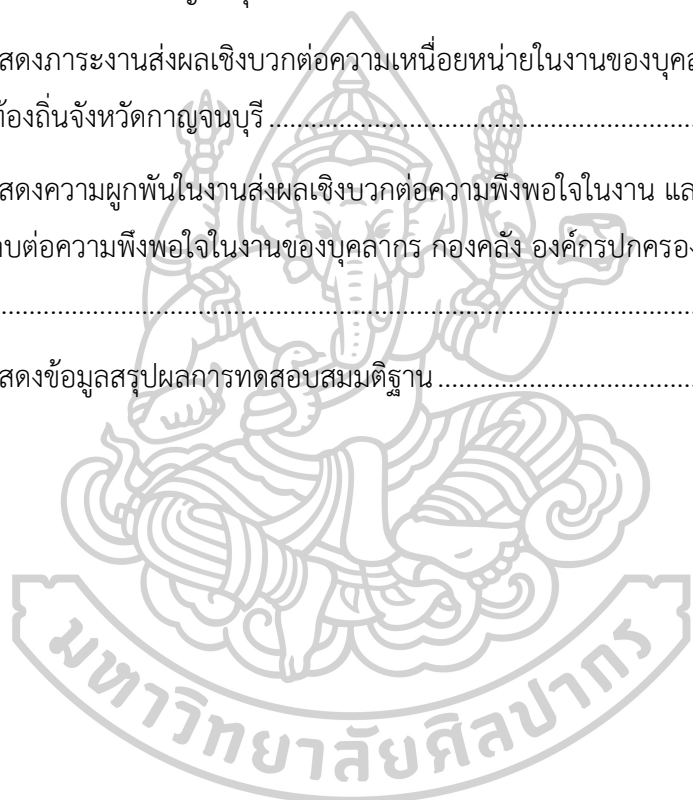 สดงภาระงานส่งผลเชิงบวกต่อความเหนื่อยหน่ายในงานของบุคล
ท้องถิ่นจังหวัดกาญจนบุรี ...........................................................
สดงความผูกพันในงานส่งผลเชิงบวกต่อความพึงพอใจในงาน แล
าบต่อความพึงพอใจในงานของบุคลากร กองคลัง องค์กรปกครอง
...........................................................................................
สดงข้อมูลสรุปผลการทดสอบสมมติฐาน ...................................
มหาวิทยาลัยศิลปากร